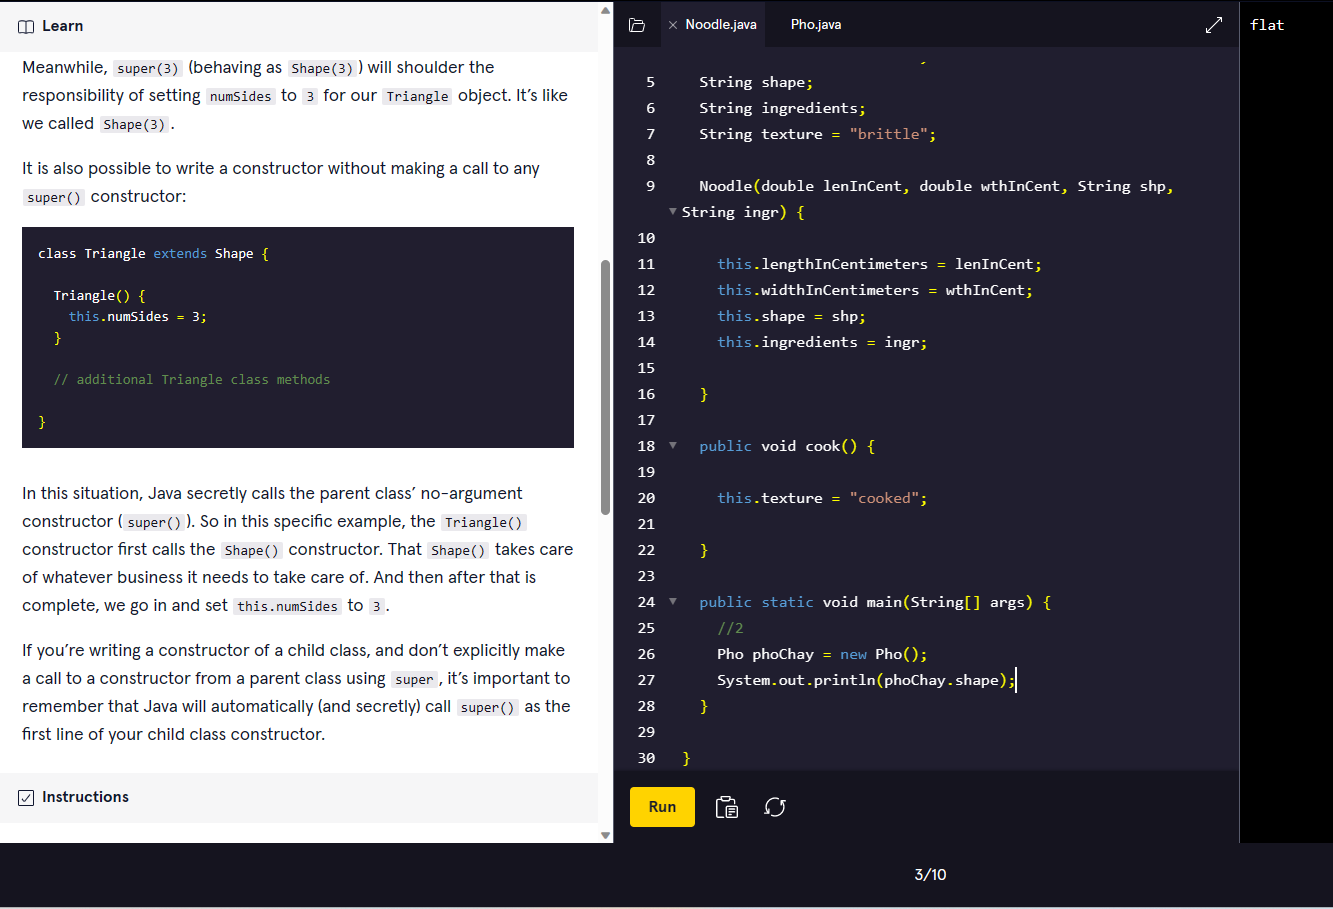 Learn
Meanwhile, super(3) (behaving as Shape(3)) will shoulder the
responsibility of setting numSides to 3 for our Triangle object. It's like
we called Shape(3).
It is also possible to write a constructor without making a call to any
super() constructor:
class Triangle extends Shape {
Triangle() {
this.numSides = 3;
}
// additional Triangle class methods
}
In this situation, Java secretly calls the parent class' no-argument
constructor (super()). So in this specific example, the Triangle()
constructor first calls the Shape() constructor. That Shape() takes care
of whatever business it needs to take care of. And then after that is
complete, we go in and set this.numSides to 3.
If you're writing a constructor of a child class, and don't explicitly make
a call to a constructor from a parent class using super, it's important to
remember that Java will automatically (and secretly) call super() as the
first line of your child class constructor.
Instructions
Noodle.java Pho.java
5 String shape;
6 String ingredients;
7 String texture = "brittle";
8
9 Noodle(double lenInCent, double wthInCent, String shp,
String ingr) {
10
11 this.lengthInCentimeters = lenInCent;
12 this.widthInCentimeters = wthInCent;
13 this.shape = shp;
14 this.ingredients = ingr;
15
16 }
17
18 public void cook() {
19
20 this.texture = "cooked";
21
22 }
23
24 public static void main(String[] args) {
25 //2
26 Pho phoChay = new Pho();
27 System.out.println(phoChay.shape);
28 }
29
30 }
Run
flat
3/10